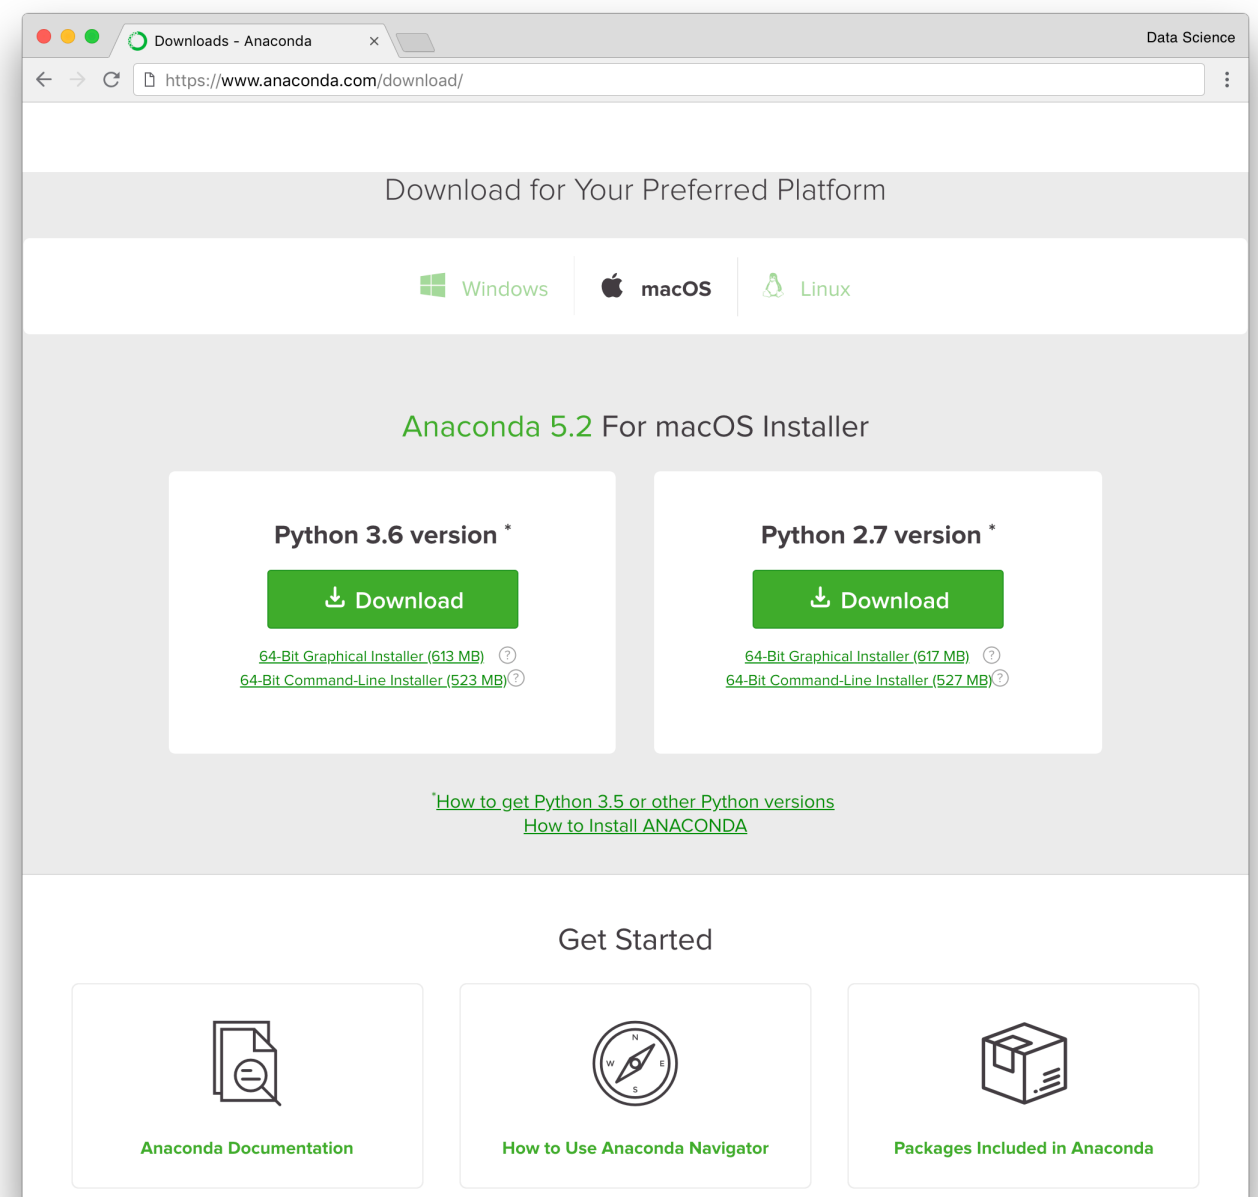 Downloads - Anaconda
Data Science
https://www.anaconda.com/download/
Download for Your Preferred Platform
Windows
macOS
Linux
Anaconda 5.2 For macOS Installer
Python 3.6 version *
Download
64-Bit Graphical Installer (613 MB) ?
64-Bit Command-Line Installer (523 MB) ?
Python 2.7 version *
Download
64-Bit Graphical Installer (617 MB) ?
64-Bit Command-Line Installer (527 MB) ?
*How to get Python 3.5 or other Python versions
How to Install ANACONDA
Get Started
Anaconda Documentation
N
W E
S
How to Use Anaconda Navigator
Packages Included in Anaconda